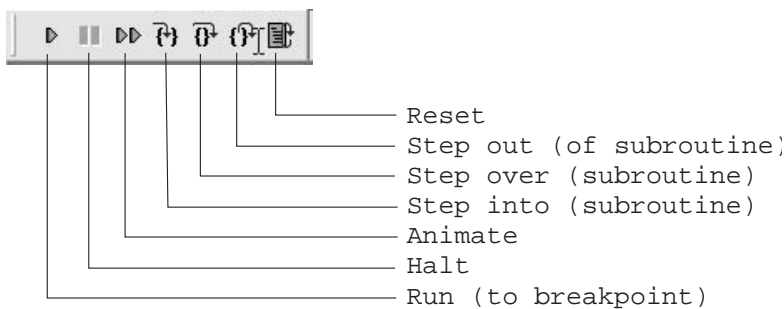 Reset
Step out (of subroutine)
Step over (subroutine)
Step into (subroutine)
Animate
Halt
Run (to breakpoint)